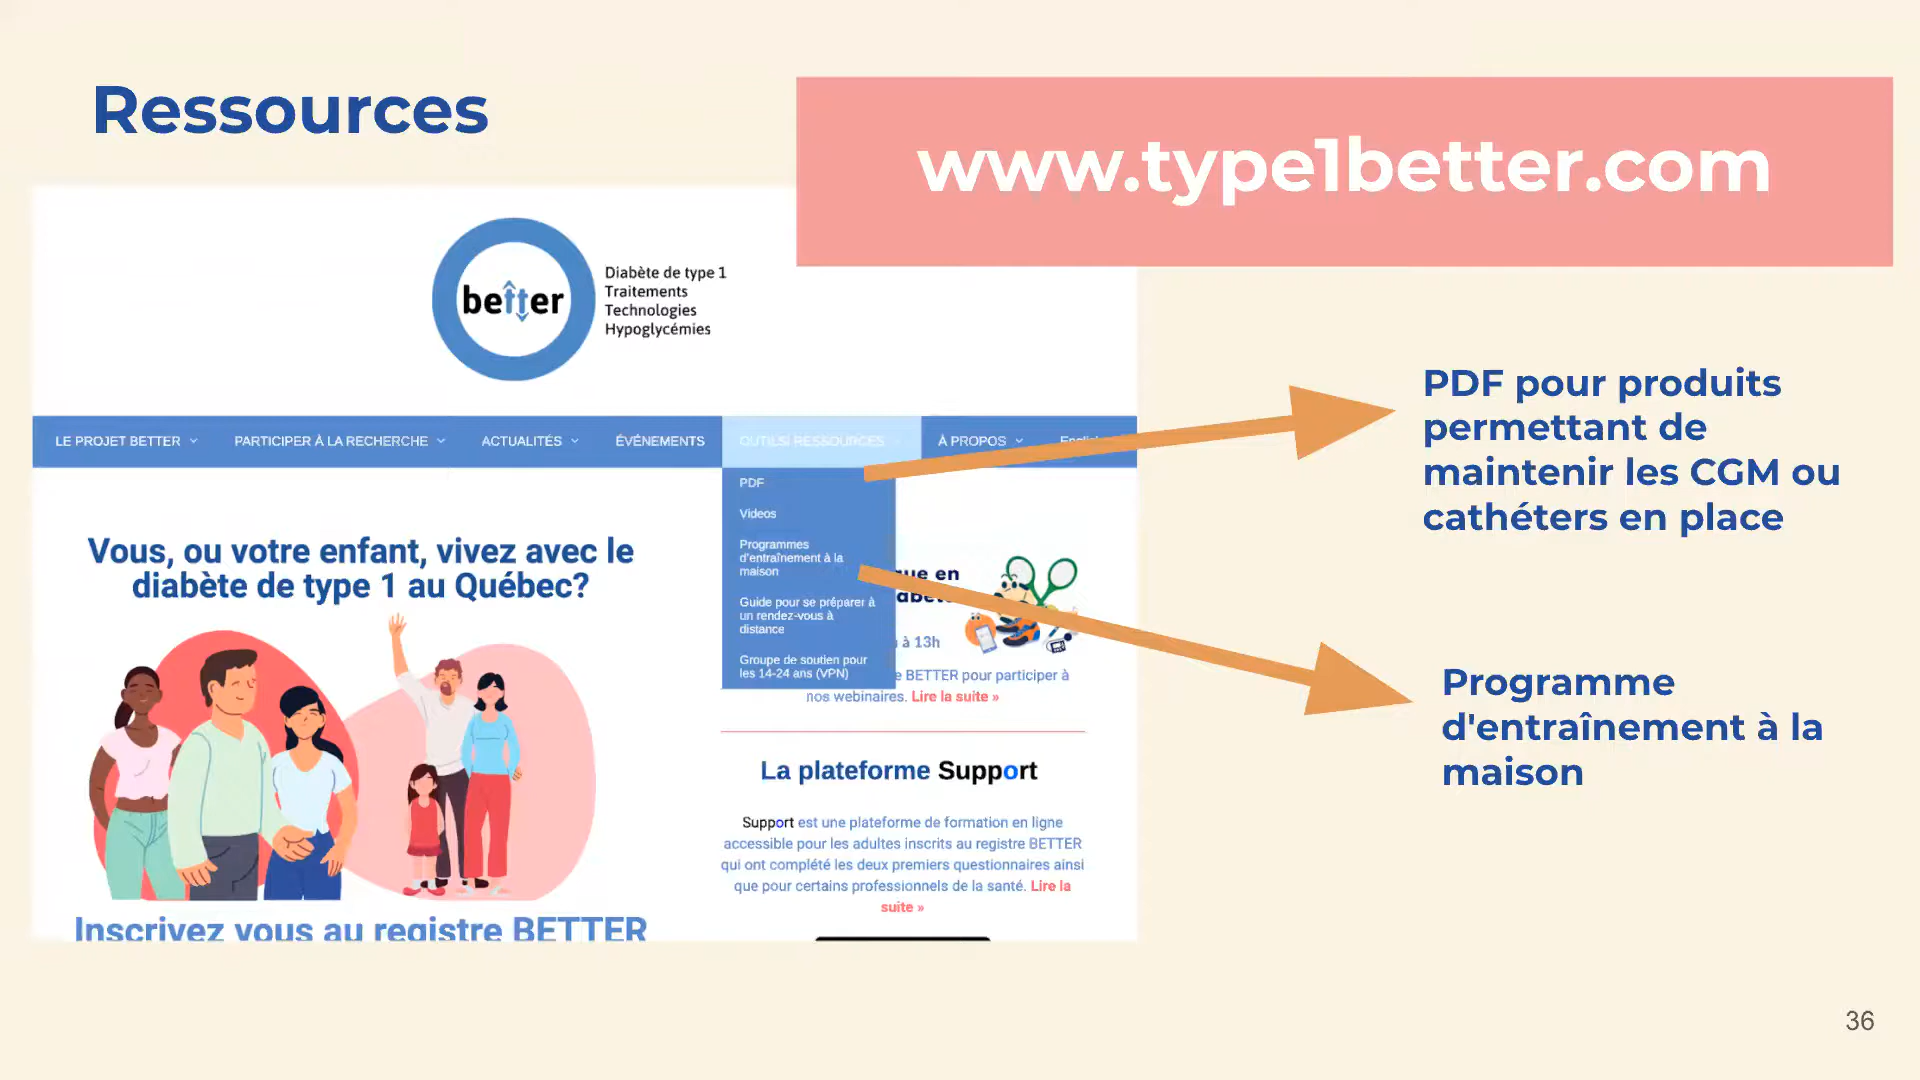 Ressources
www.type1better.com
better
Diabète de type 1
Traitements
Technologies
Hypoglycémies
LE PROJET BETTER
PARTICIPER À LA RECHERCHE
ACTUALITÉS
ÉVÉNEMENTS
OUTILS/ RESSOURCES
À PROPOS
PDF
Videos
Programmes
d'entraînement à la
maison
Guide pour se préparer à
un rendez-vous à
distance
Groupe de soutien pour
les 14-24 ans (VPN)
Vous, ou votre enfant, vivez avec le
diabète de type 1 au Québec?
Inscrivez vous au registre BETTER
en
à 13h
BETTER pour participer à
nos webinaires. Lire la suite »
La plateforme Support
Support est une plateforme de formation en ligne
accessible pour les adultes inscrits au registre BETTER
qui ont complété les deux premiers questionnaires ainsi
que pour certains professionnels de la santé. Lire la
suite »
PDF pour produits
permettant de
maintenir les CGM ou
cathéters en place
Programme
d'entraînement à la
maison
36